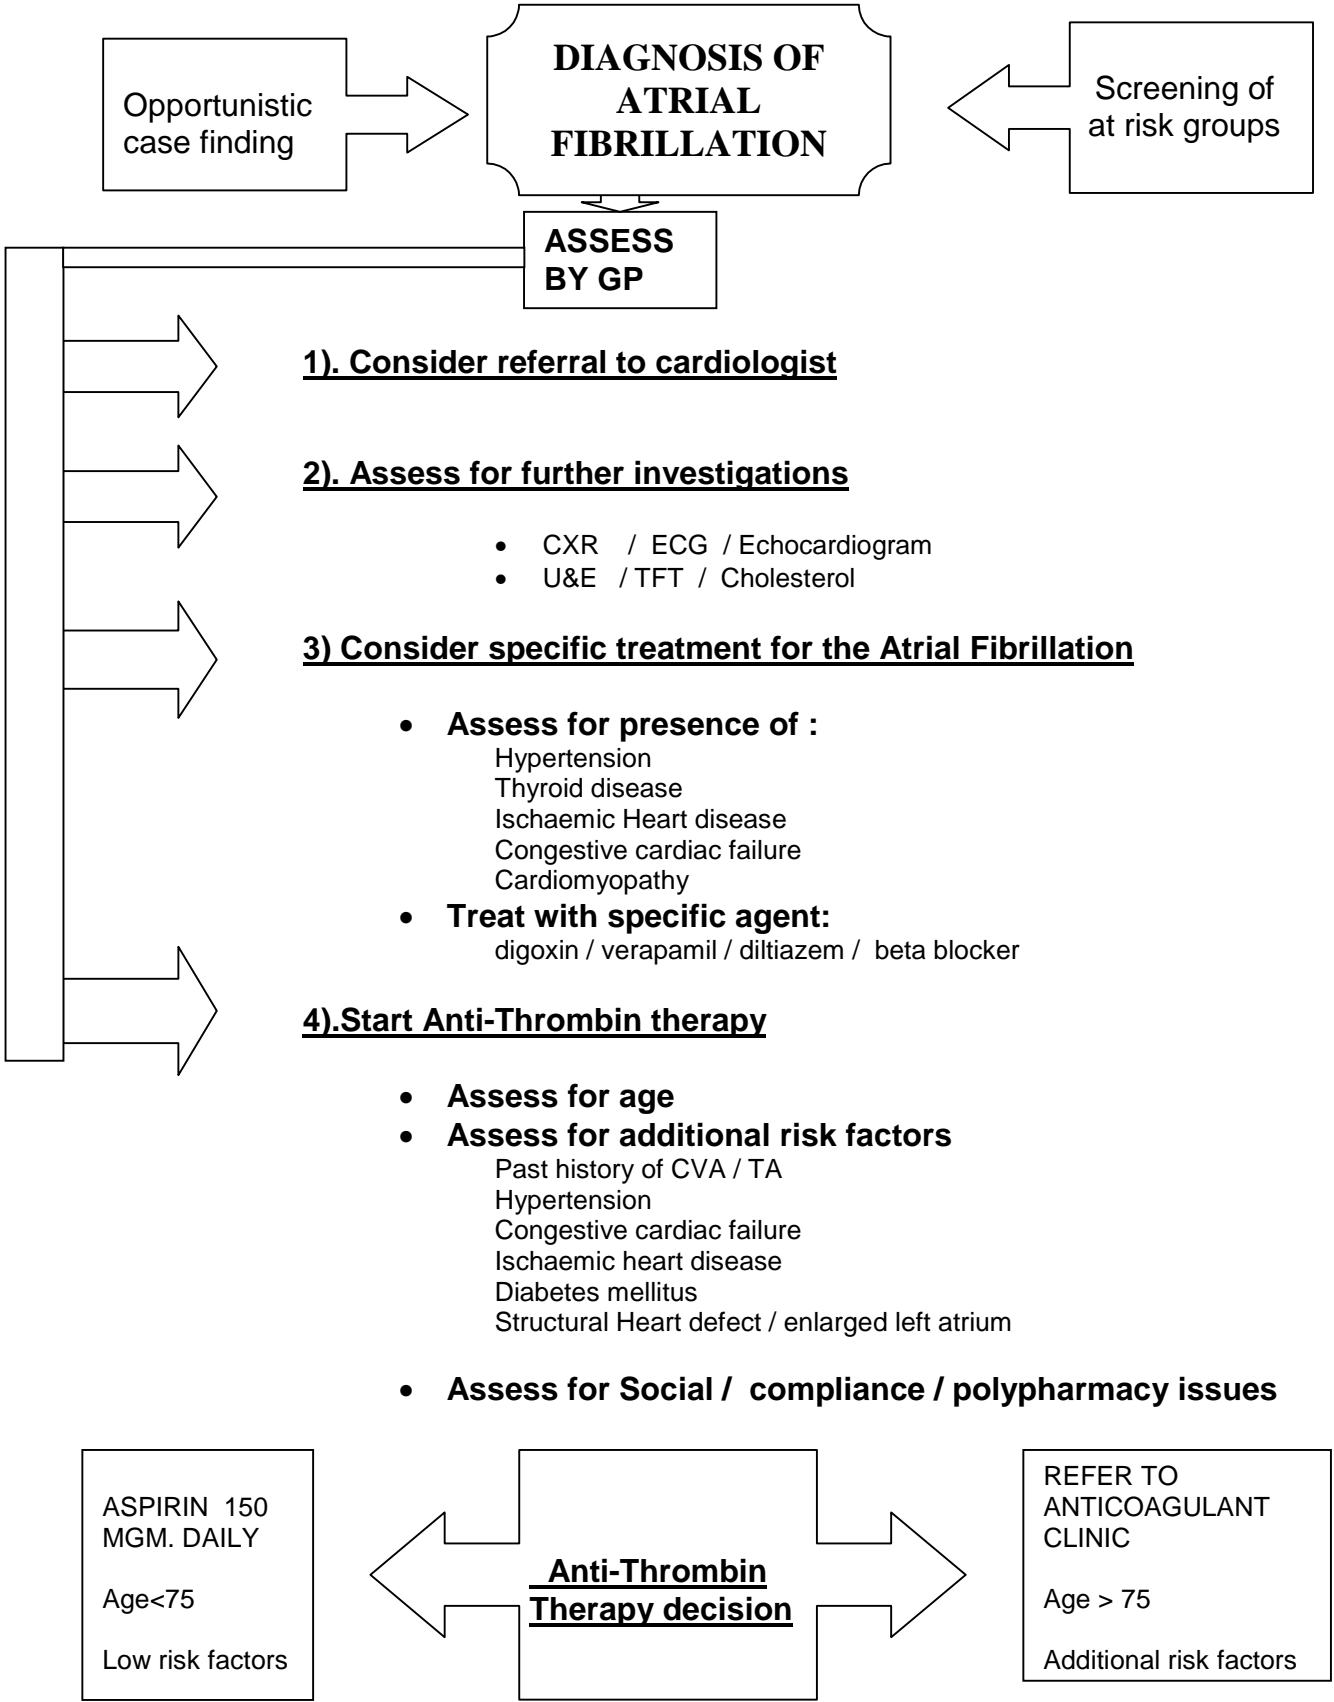 Opportunistic
case finding
DIAGNOSIS OF
ATRIAL
FIBRILLATION
Screening of
at risk groups
ASSESS
BY GP
1). Consider referral to cardiologist
2). Assess for further investigations
• CXR / ECG / Echocardiogram
• U&E / TFT / Cholesterol
3) Consider specific treatment for the Atrial Fibrillation
• Assess for presence of :
Hypertension
Thyroid disease
Ischaemic Heart disease
Congestive cardiac failure
Cardiomyopathy
• Treat with specific agent:
digoxin / verapamil / diltiazem / beta blocker
4).Start Anti-Thrombin therapy
• Assess for age
• Assess for additional risk factors
Past history of CVA / TA
Hypertension
Congestive cardiac failure
Ischaemic heart disease
Diabetes mellitus
Structural Heart defect / enlarged left atrium
• Assess for Social / compliance / polypharmacy issues
ASPIRIN 150
MGM. DAILY
Age<75
Low risk factors
Anti-Thrombin
Therapy decision
REFER TO
ANTICOAGULANT
CLINIC
Age > 75
Additional risk factors